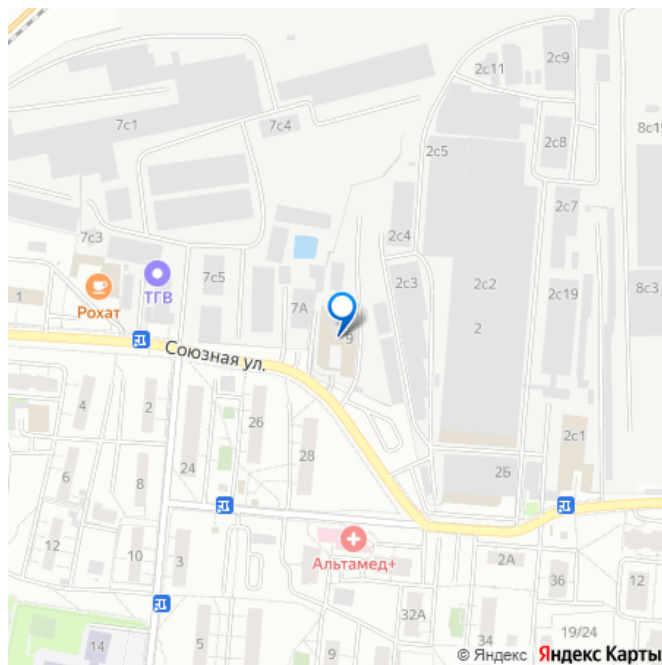 2с11
2с9
7с1
7с4
2с5
2с8
8с19
2с7
7с3
2с4
ТГВ
7с5
2с3
2с2
8с3
1
Рохат
7А
2с19
9
2
Союзная ул.
4
2
26
28
24
2с1
6
8
2Б
12
10
3
Альтамед+
2А
36
12
32А
14
5
9
34
19/24
© Яндекс Яндекс Карты